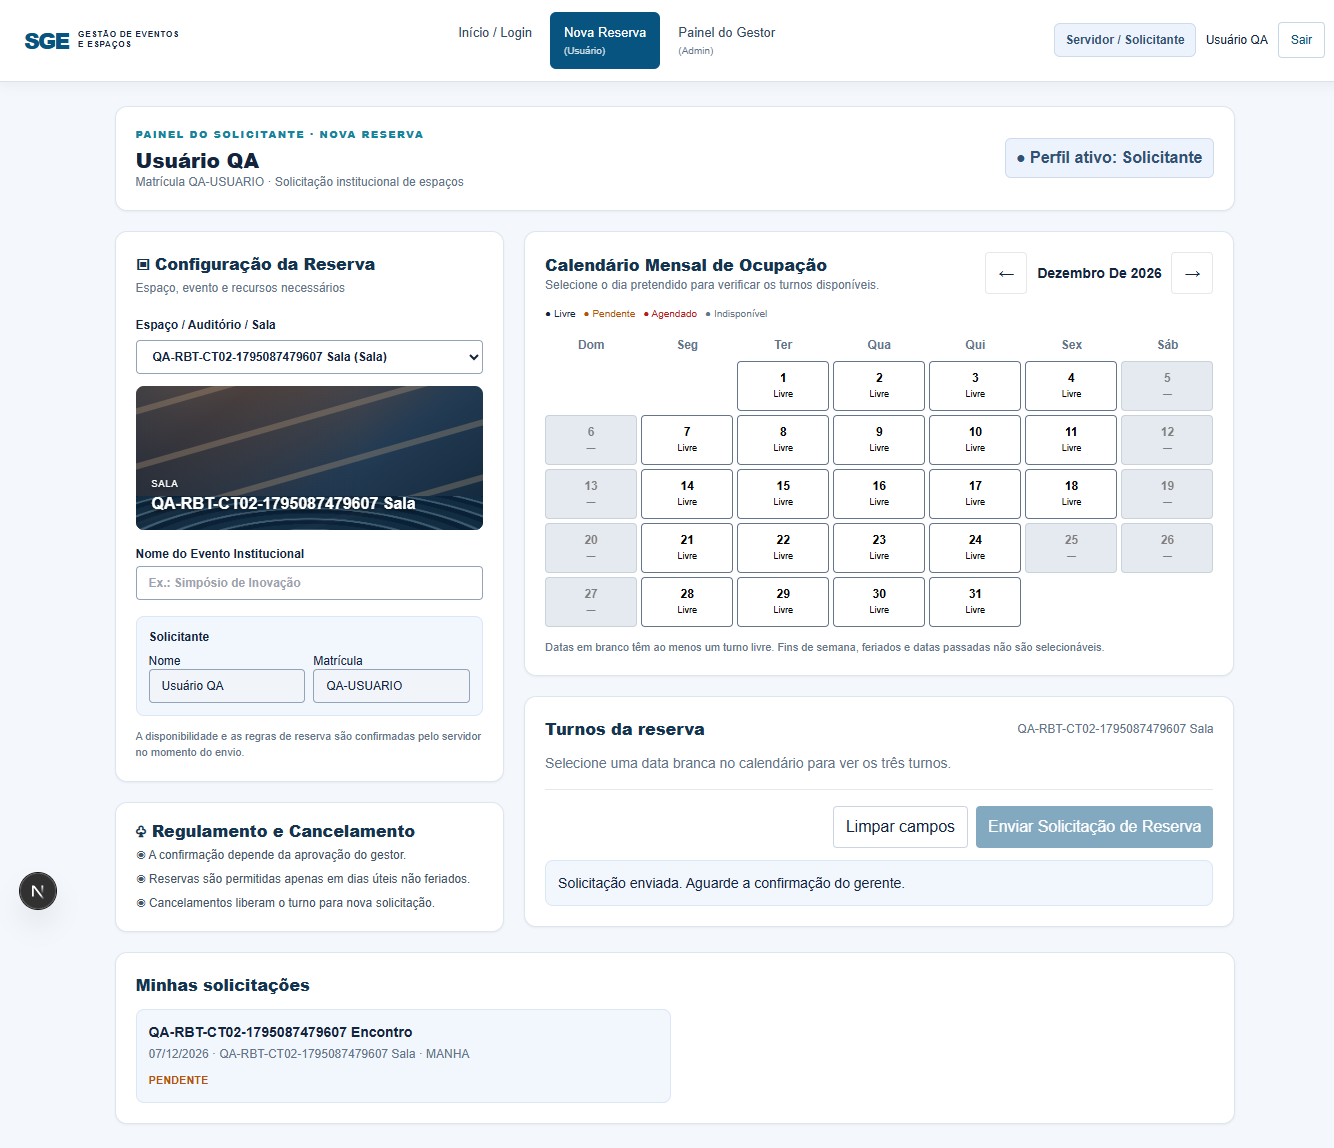 SGE GESTÃO DE EVENTOS
E ESPAÇOS
Início / Login
Nova Reserva
(Usuário)
Painel do Gestor
(Admin)
Servidor / Solicitante
Usuário QA
Sair
PAINEL DO SOLICITANTE · NOVA RESERVA
Usuário QA
Matrícula QA-USUARIO · Solicitação institucional de espaços
● Perfil ativo: Solicitante
▣ Configuração da Reserva
Espaço, evento e recursos necessários
Espaço / Auditório / Sala
QA-RBT-CT02-1795087479607 Sala (Sala)
SALA
QA-RBT-CT02-1795087479607 Sala
Nome do Evento Institucional
Ex.: Simpósio de Inovação
Solicitante
Nome Matrícula
Usuário QA QA-USUARIO
A disponibilidade e as regras de reserva são confirmadas pelo servidor
no momento do envio.
♧ Regulamento e Cancelamento
◉ A confirmação depende da aprovação do gestor.
◉ Reservas são permitidas apenas em dias úteis não feriados.
◉ Cancelamentos liberam o turno para nova solicitação.
Calendário Mensal de Ocupação
Selecione o dia pretendido para verificar os turnos disponíveis.
← Dezembro De 2026 →
● Livre ● Pendente ● Agendado ● Indisponível
Dom Seg Ter Qua Qui Sex Sáb
1 2 3 4 5
Livre Livre Livre Livre —
6 7 8 9 10 11 12
— Livre Livre Livre Livre Livre —
13 14 15 16 17 18 19
— Livre Livre Livre Livre Livre —
20 21 22 23 24 25 26
— Livre Livre Livre Livre — —
27 28 29 30 31
— Livre Livre Livre Livre
Datas em branco têm ao menos um turno livre. Fins de semana, feriados e datas passadas não são selecionáveis.
Turnos da reserva
QA-RBT-CT02-1795087479607 Sala
Selecione uma data branca no calendário para ver os três turnos.
Limpar campos
Enviar Solicitação de Reserva
Solicitação enviada. Aguarde a confirmação do gerente.
N
Minhas solicitações
QA-RBT-CT02-1795087479607 Encontro
07/12/2026 · QA-RBT-CT02-1795087479607 Sala · MANHA
PENDENTE